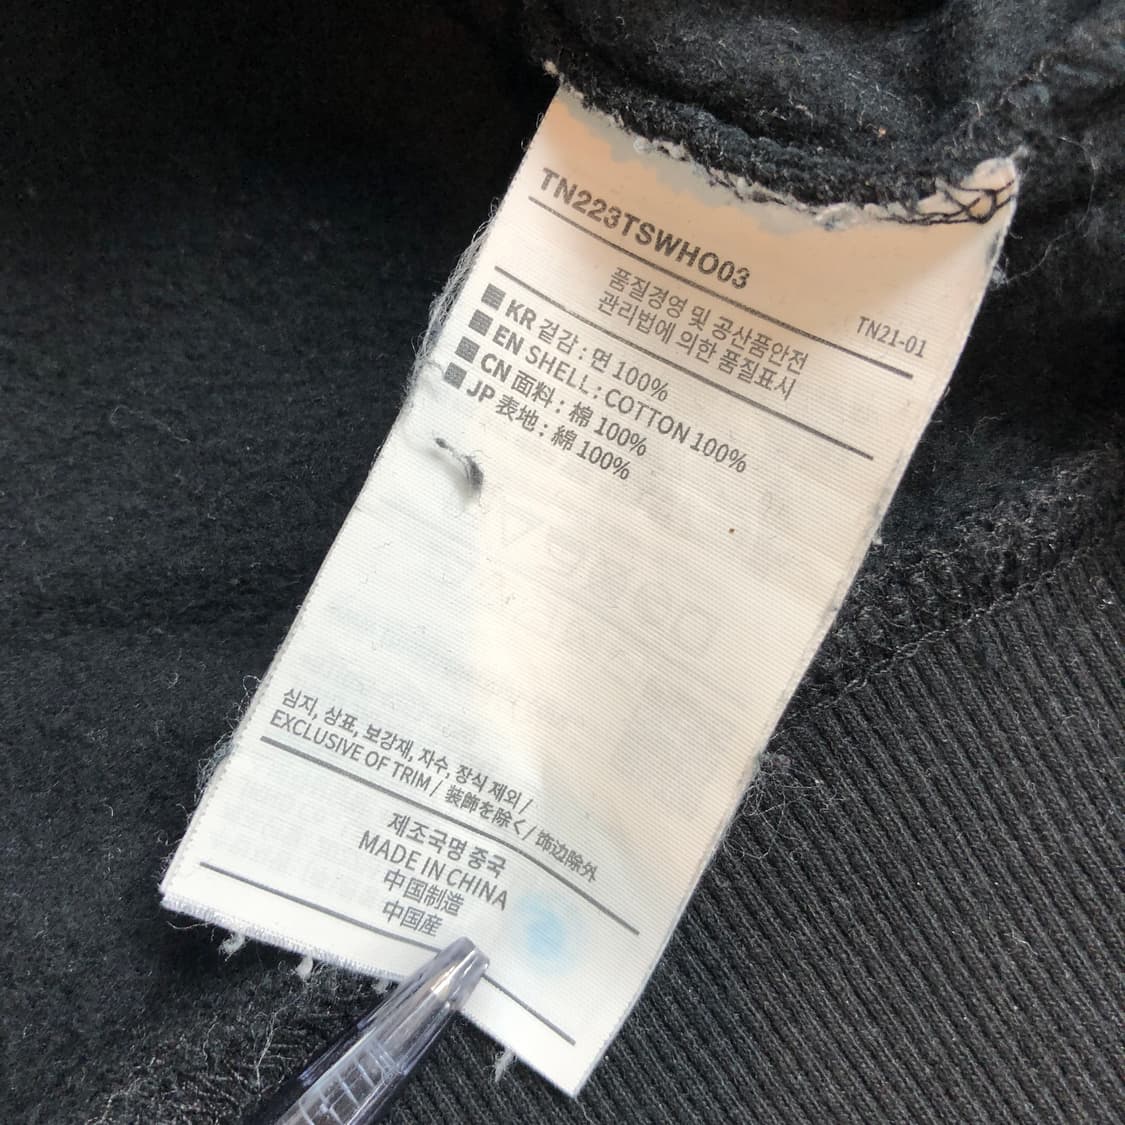 TN223TSWHO03
TN21-01
품질경영 및 공산품안전
관리법에 의한 품질표시
■ KR 겉감 : 면 100%
■ EN SHELL : COTTON 100%
■ CN 面料 : 棉 100%
■ JP 表地 : 綿 100%
심지, 상표, 보강재, 자수, 장식 제외 /
EXCLUSIVE OF TRIM / 装飾を除く / 饰边除外
제조국명 중국
MADE IN CHINA
中国制造
中国産